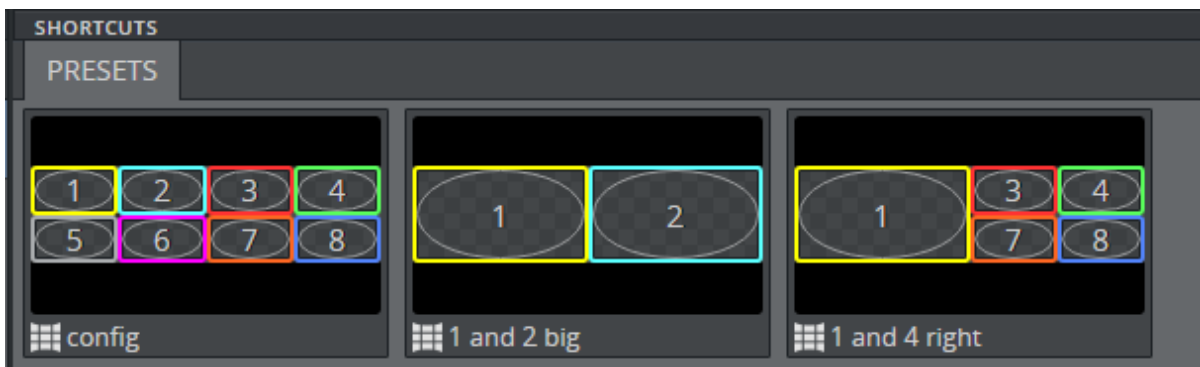 SHORTCUTS
PRESETS
1 2 3 4
5 6 7 8
config
1 2
1 and 2 big
1 3 4
7 8
1 and 4 right